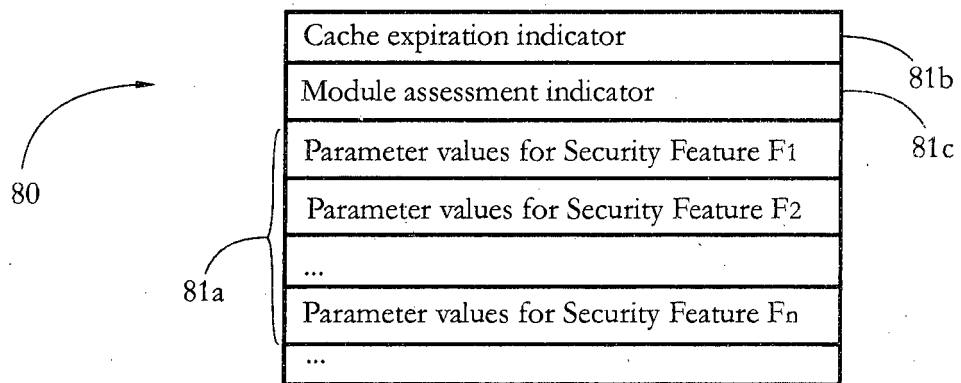 Cache expiration indicator
81b
Module assessment indicator
81c
Parameter values for Security Feature F1
80
Parameter values for Security Feature F2
...
81a
Parameter values for Security Feature Fn
...